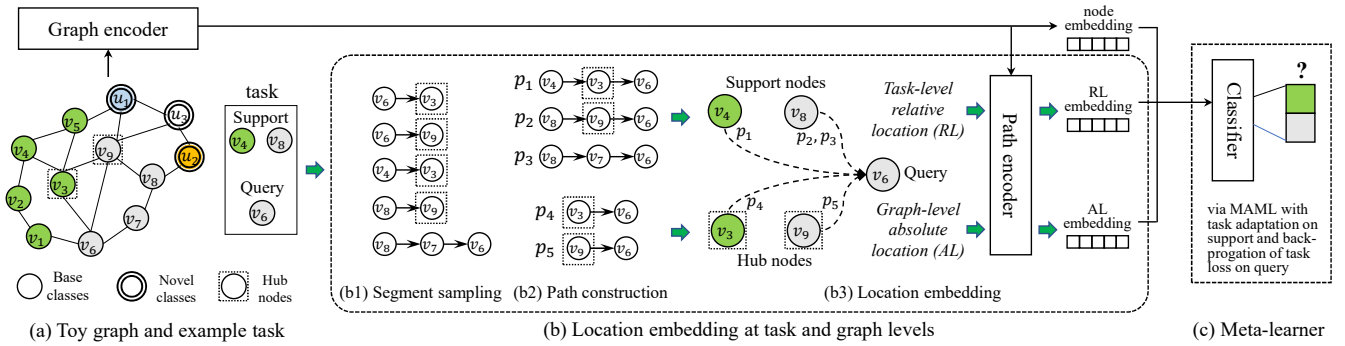 Graph encoder
u₁
u₃
v₅
v₄
v₉
u₂
v₃
v₈
v₂
v₇
v₁
v₆
Base classes
Novel classes
Hub nodes
(a) Toy graph and example task
task
Support
v₄ v₈
Query
v₆
v₆ v₃
v₆ v₉
v₄ v₃
v₈ v₉
v₈ v₇ v₆
(b1) Segment sampling
p₁ v₄ v₃ v₆
p₂ v₈ v₉ v₆
p₃ v₈ v₇ v₆
p₄ v₃ v₆
p₅ v₉ v₆
(b2) Path construction
Support nodes
v₄ v₈
p₁
p₂, p₃
v₆ Query
p₄
p₅
v₃ v₉
Hub nodes
Task-level
relative
location (RL)
Graph-level
absolute
location (AL)
(b3) Location embedding
Path encoder
(b) Location embedding at task and graph levels
node
embedding
RL
embedding
AL
embedding
Classifier
?
via MAML with
task adaptation on
support and back-
progation of task
loss on query
(c) Meta-learner